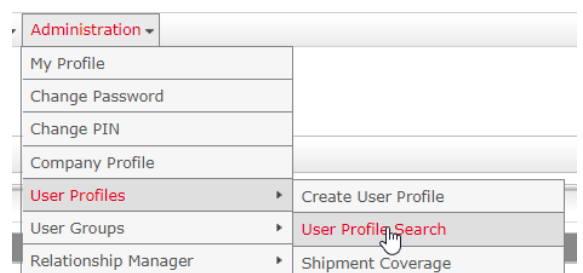 Administration
My Profile
Change Password
Change PIN
Company Profile
User Profiles
User Groups
Relationship Manager
Create User Profile
User Profile Search
Shipment Coverage